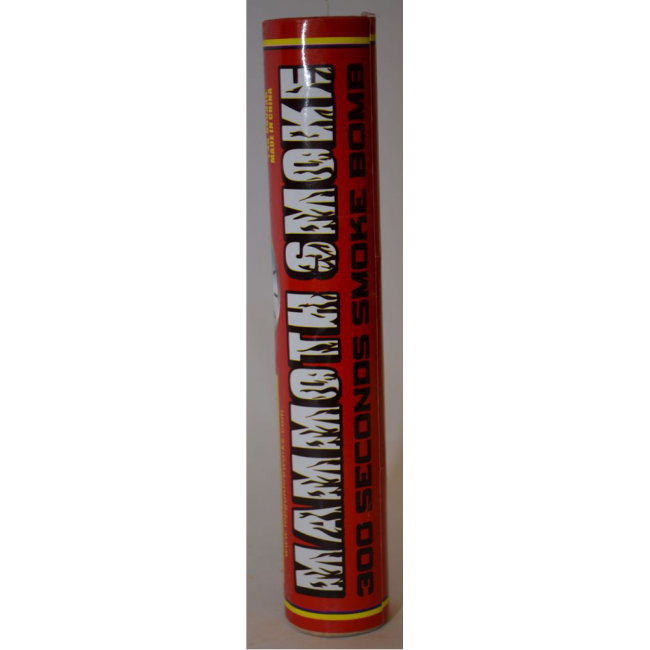 MADE IN CHINA
MAMMOTH SMOKE
300 SECONDS SMOKE BOMB